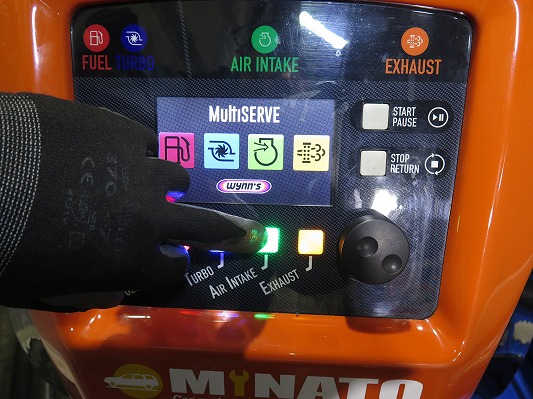 FUEL TURBO AIR INTAKE EXHAUST
MultiSERVE
START
PAUSE
STOP
RETURN
WYNN'S
TURBO
AIR INTAKE
EXHAUST
MINATO